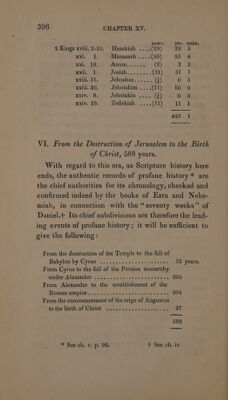 396 CHAPTER XV.
years. yrs. mths.
2 Kings xviii. 2-10. Hezekiah ....(29) 29 3
xxi. 1. Manasseh ....(55) 55 4
xxi. 19. Amon...... (2) 2 2
xxii. 1. Josiah........(31) 31 1
xxiii. 31. Jehoahaz...... 0 3
xxiii. 36. Jehoiakim ....(11) 10 9
xxiv. 8. Jehoiakin .... 0 3
xxiv. 18. Zedekiah ....(11) 11 1
425 1
VI. From the Destruction of Jerusalem to the Birth
of Christ, 588 years.
With regard to this era, as Scripture history here
ends, the authentic records of profane history * are
the chief authorities for its chronology, checked and
confirmed indeed by the books of Ezra and Nehe-
miah, in connection with the "seventy weeks" of
Daniel.† Its chief subdivisions are therefore the lead-
ing events of profane history; it will be sufficient to
give the following:
From the destruction of the Temple to the fall of
Babylon by Cyrus ...................... 52 years.
From Cyrus to the fall of the Persian monarchy
under Alexander ........................ 205
From Alexander to the establishment of the
Roman empire.......................... 304
From the commencement of the reign of Augustus
to the birth of Christ .................... 27
588
* See ch. v. p. 93. † See ch. iv.